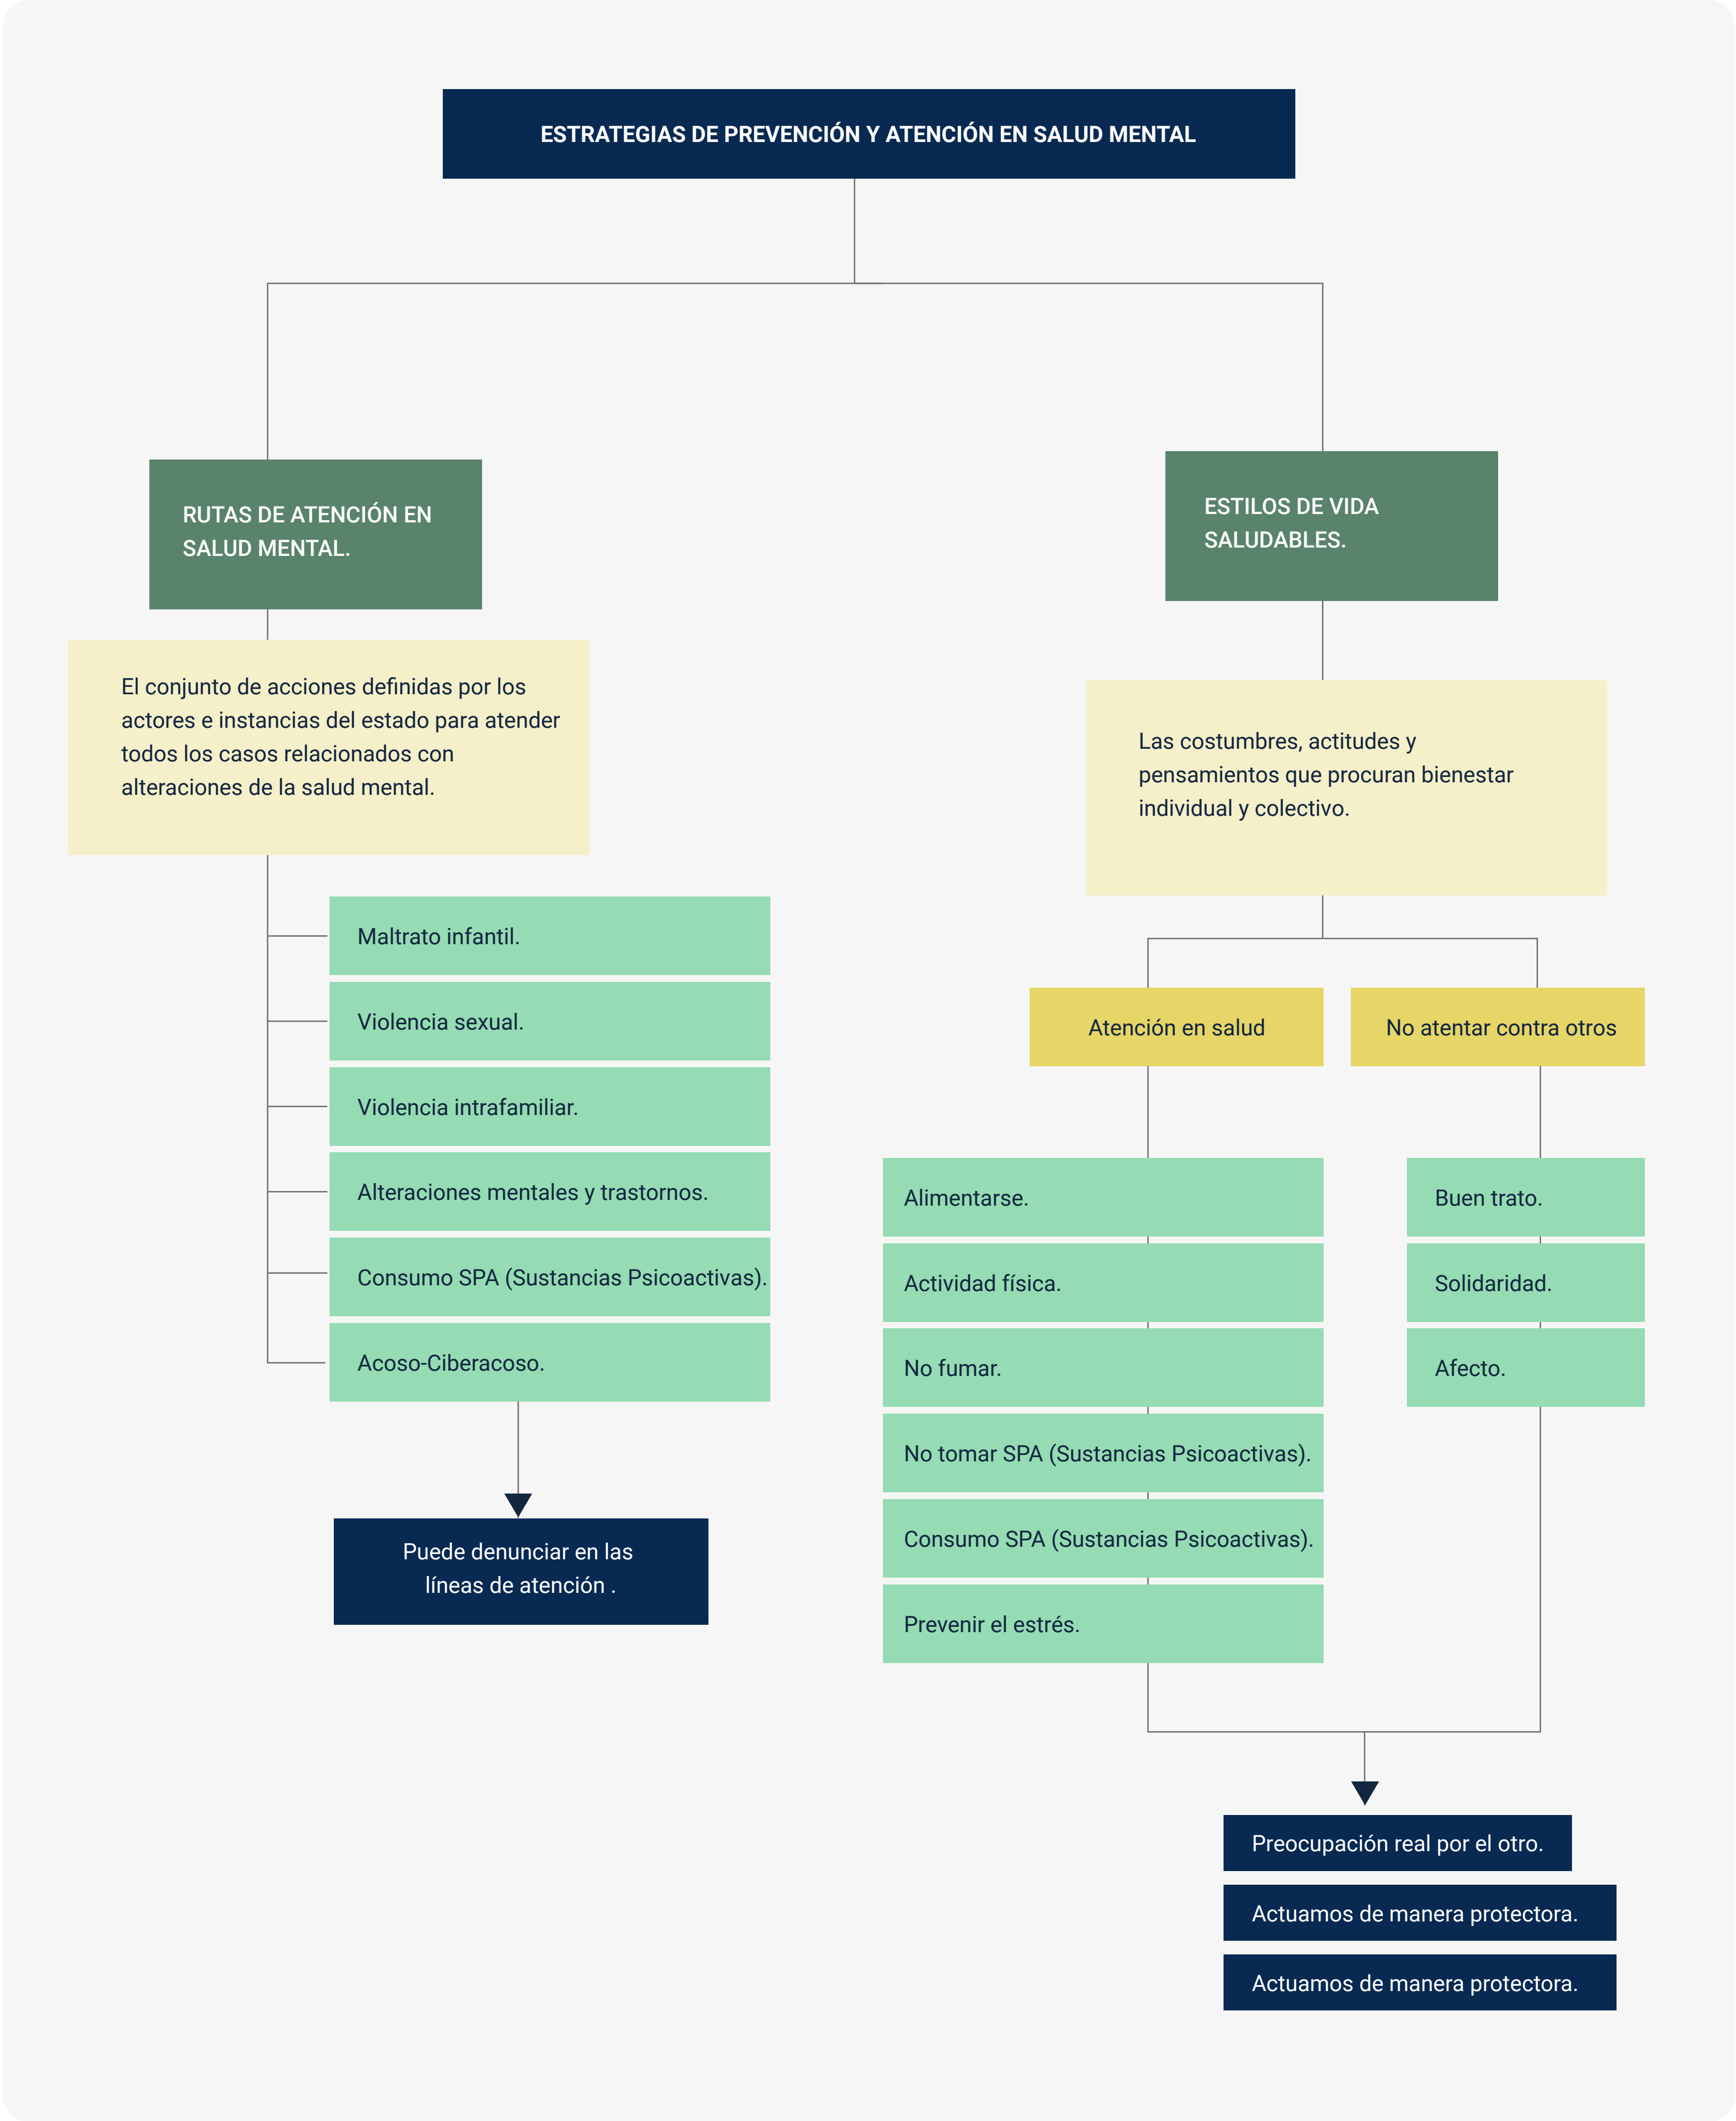 ESTRATEGIAS DE PREVENCIÓN Y ATENCIÓN EN SALUD MENTAL
RUTAS DE ATENCIÓN EN
SALUD MENTAL.
El conjunto de acciones definidas por los
actores e instancias del estado para atender
todos los casos relacionados con
alteraciones de la salud mental.
Maltrato infantil.
Violencia sexual.
Violencia intrafamiliar.
Alteraciones mentales y trastornos.
Consumo SPA (Sustancias Psicoactivas).
Acoso-Ciberacoso.
Puede denunciar en las
líneas de atención .
ESTILOS DE VIDA
SALUDABLES.
Las costumbres, actitudes y
pensamientos que procuran bienestar
individual y colectivo.
Atención en salud
Alimentarse.
Actividad física.
No fumar.
No tomar SPA (Sustancias Psicoactivas).
Consumo SPA (Sustancias Psicoactivas).
Prevenir el estrés.
No atentar contra otros
Buen trato.
Solidaridad.
Afecto.
Preocupación real por el otro.
Actuamos de manera protectora.
Actuamos de manera protectora.